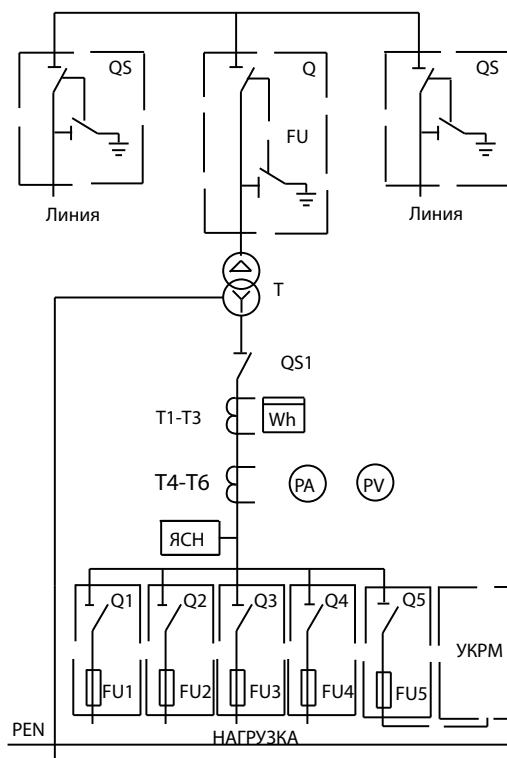 QS
Q
QS
FU
Линия
Линия
T
QS1
T1-T3
Wh
T4-T6
PA
PV
ЯСН
Q1
Q2
Q3
Q4
Q5
УКРМ
FU1
FU2
FU3
FU4
FU5
PEN
НАГРУЗКА